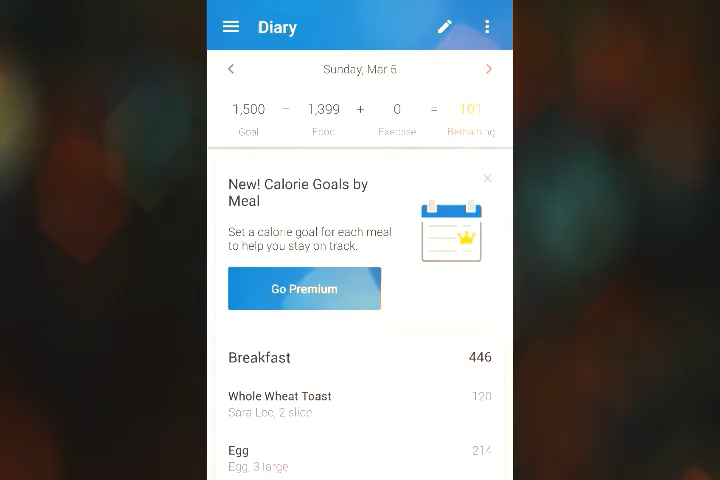 Diary
Sunday, Mar 5
1,500 − 1,399 + 0 = 101
Goal Food Exercise Remaining
New! Calorie Goals by
Meal
Set a calorie goal for each meal
to help you stay on track.
Go Premium
Breakfast 446
Whole Wheat Toast 120
Sara Lee, 2 slice
Egg 214
Egg, 3 large